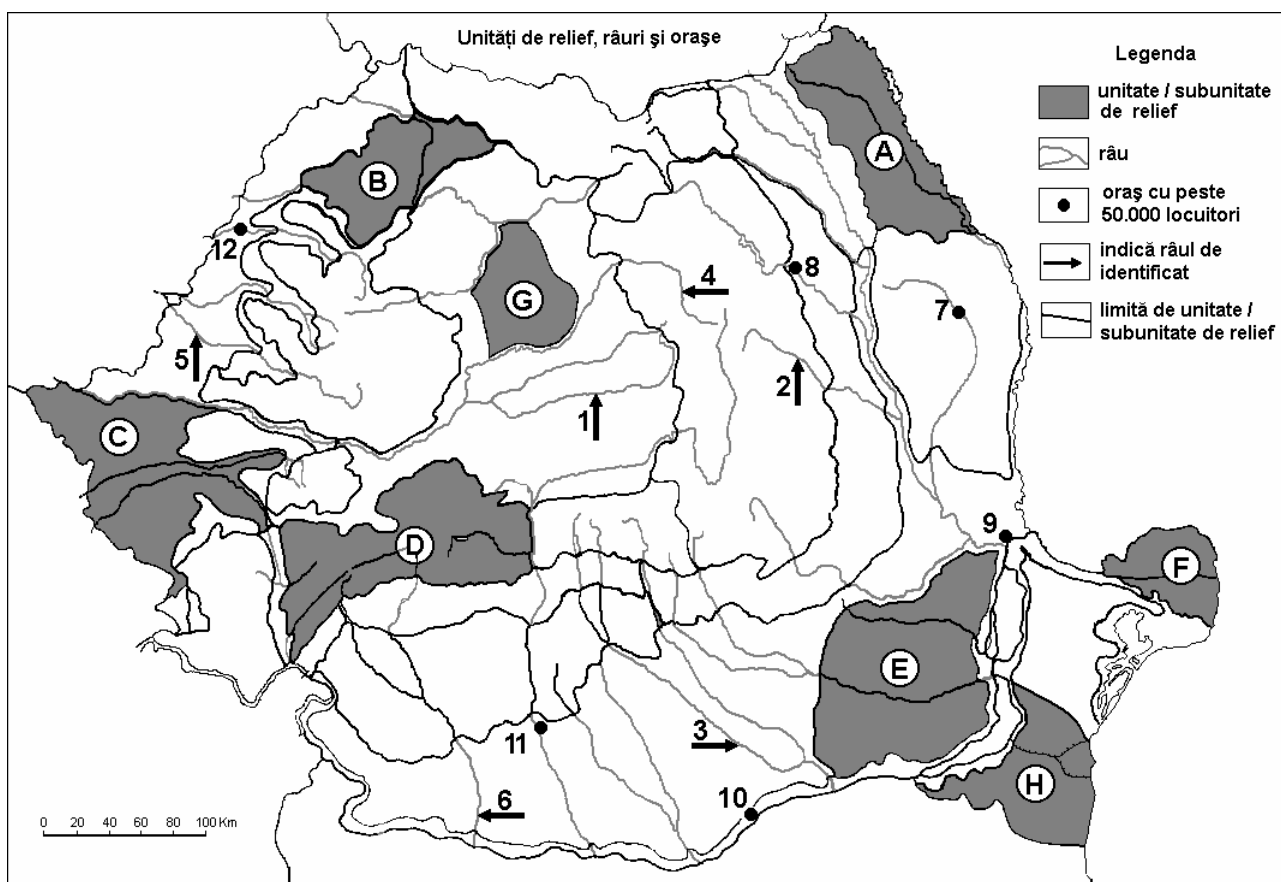 Unităţi de relief, râuri şi oraşe
Legenda
unitate / subunitate
de relief
râu
oraş cu peste
50.000 locuitori
indică râul de
identificat
limită de unitate /
subunitate de relief
A
B
12
8
4
G
7
5
2
1
C
9
D
F
E
3
11
H
10
6
0 20 40 60 80 100 Km